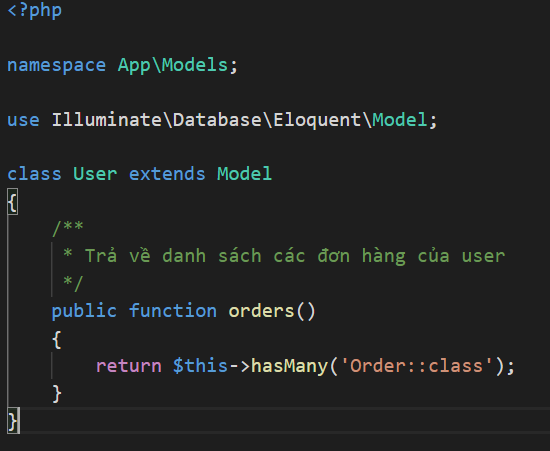 <?php
namespace App\Models;
use Illuminate\Database\Eloquent\Model;
class User extends Model
{
/**
* Trả về danh sách các đơn hàng của user
*/
public function orders()
{
return $this->hasMany('Order::class');
}
}